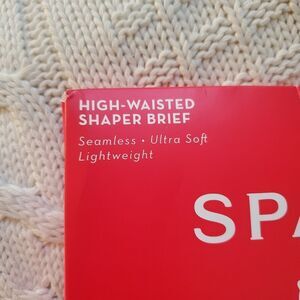 HIGH-WAISTED
SHAPER BRIEF
Seamless • Ultra Soft
Lightweight
SPA